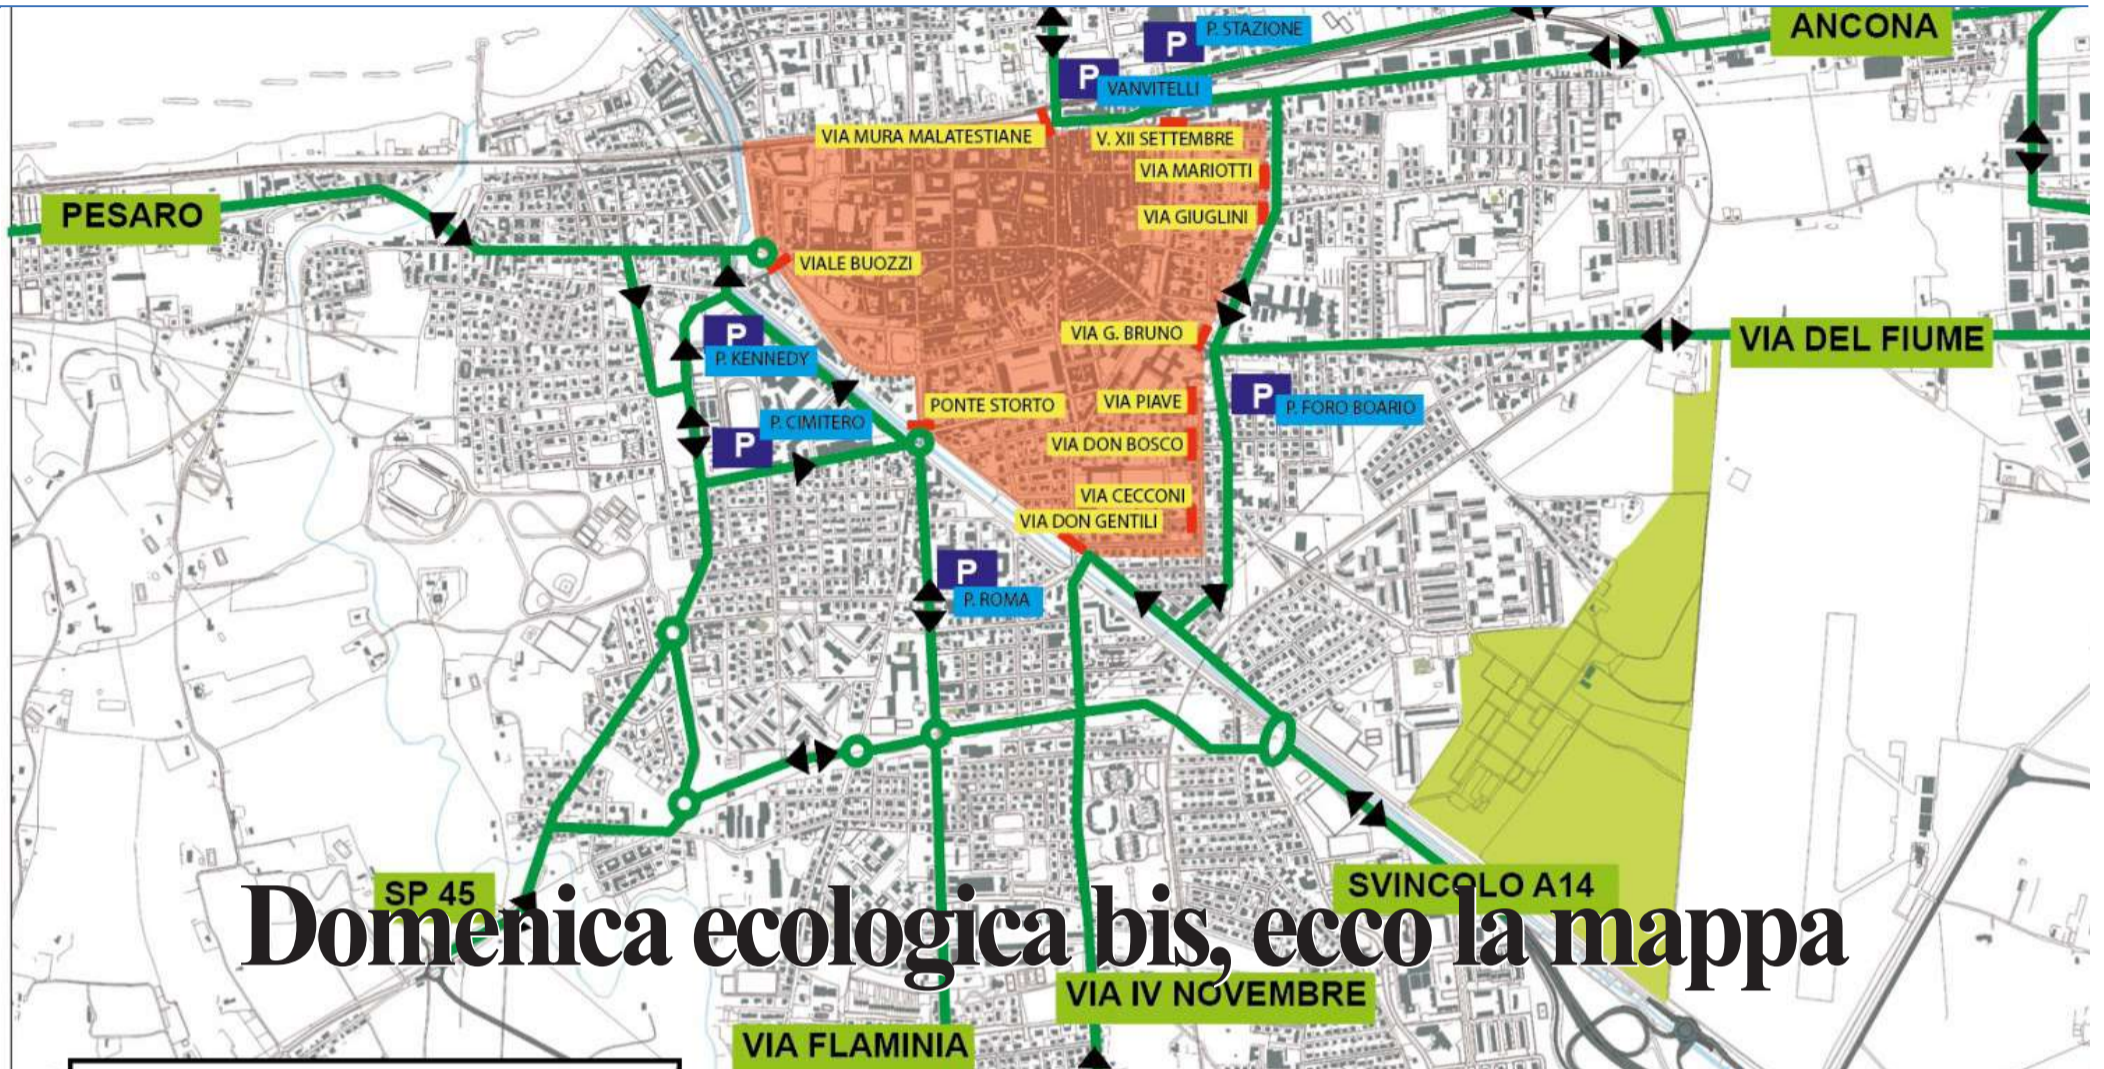 P. STAZIONE
ANCONA
P
P
VANVITELLI
VIA MURA MALATESTIANE
V. XII SETTEMBRE
VIA MARIOTTI
PESARO
VIA GIUGLINI
VIALE BUOZZI
VIA G. BRUNO
VIA DEL FIUME
P
P. KENNEDY
VIA PIAVE
P
P. FORO BOARIO
PONTE STORTO
P. CIMITERO
P
VIA DON BOSCO
VIA CECCONI
VIA DON GENTILI
P
P. ROMA
SP 45
SVINCOLO A14
Domenica ecologica bis, ecco la mappa
VIA IV NOVEMBRE
VIA FLAMINIA